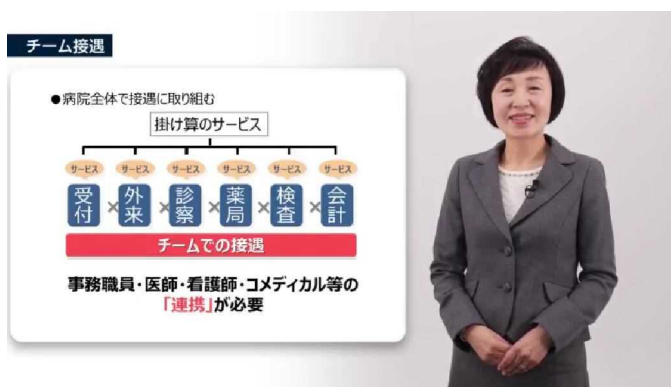 チーム接遇
●病院全体で接遇に取り組む
掛け算のサービス
サービス サービス サービス サービス サービス サービス
受付×外来×診察×薬局×検査×会計
チームでの接遇
事務職員・医師・看護師・コメディカル等の
「連携」が必要